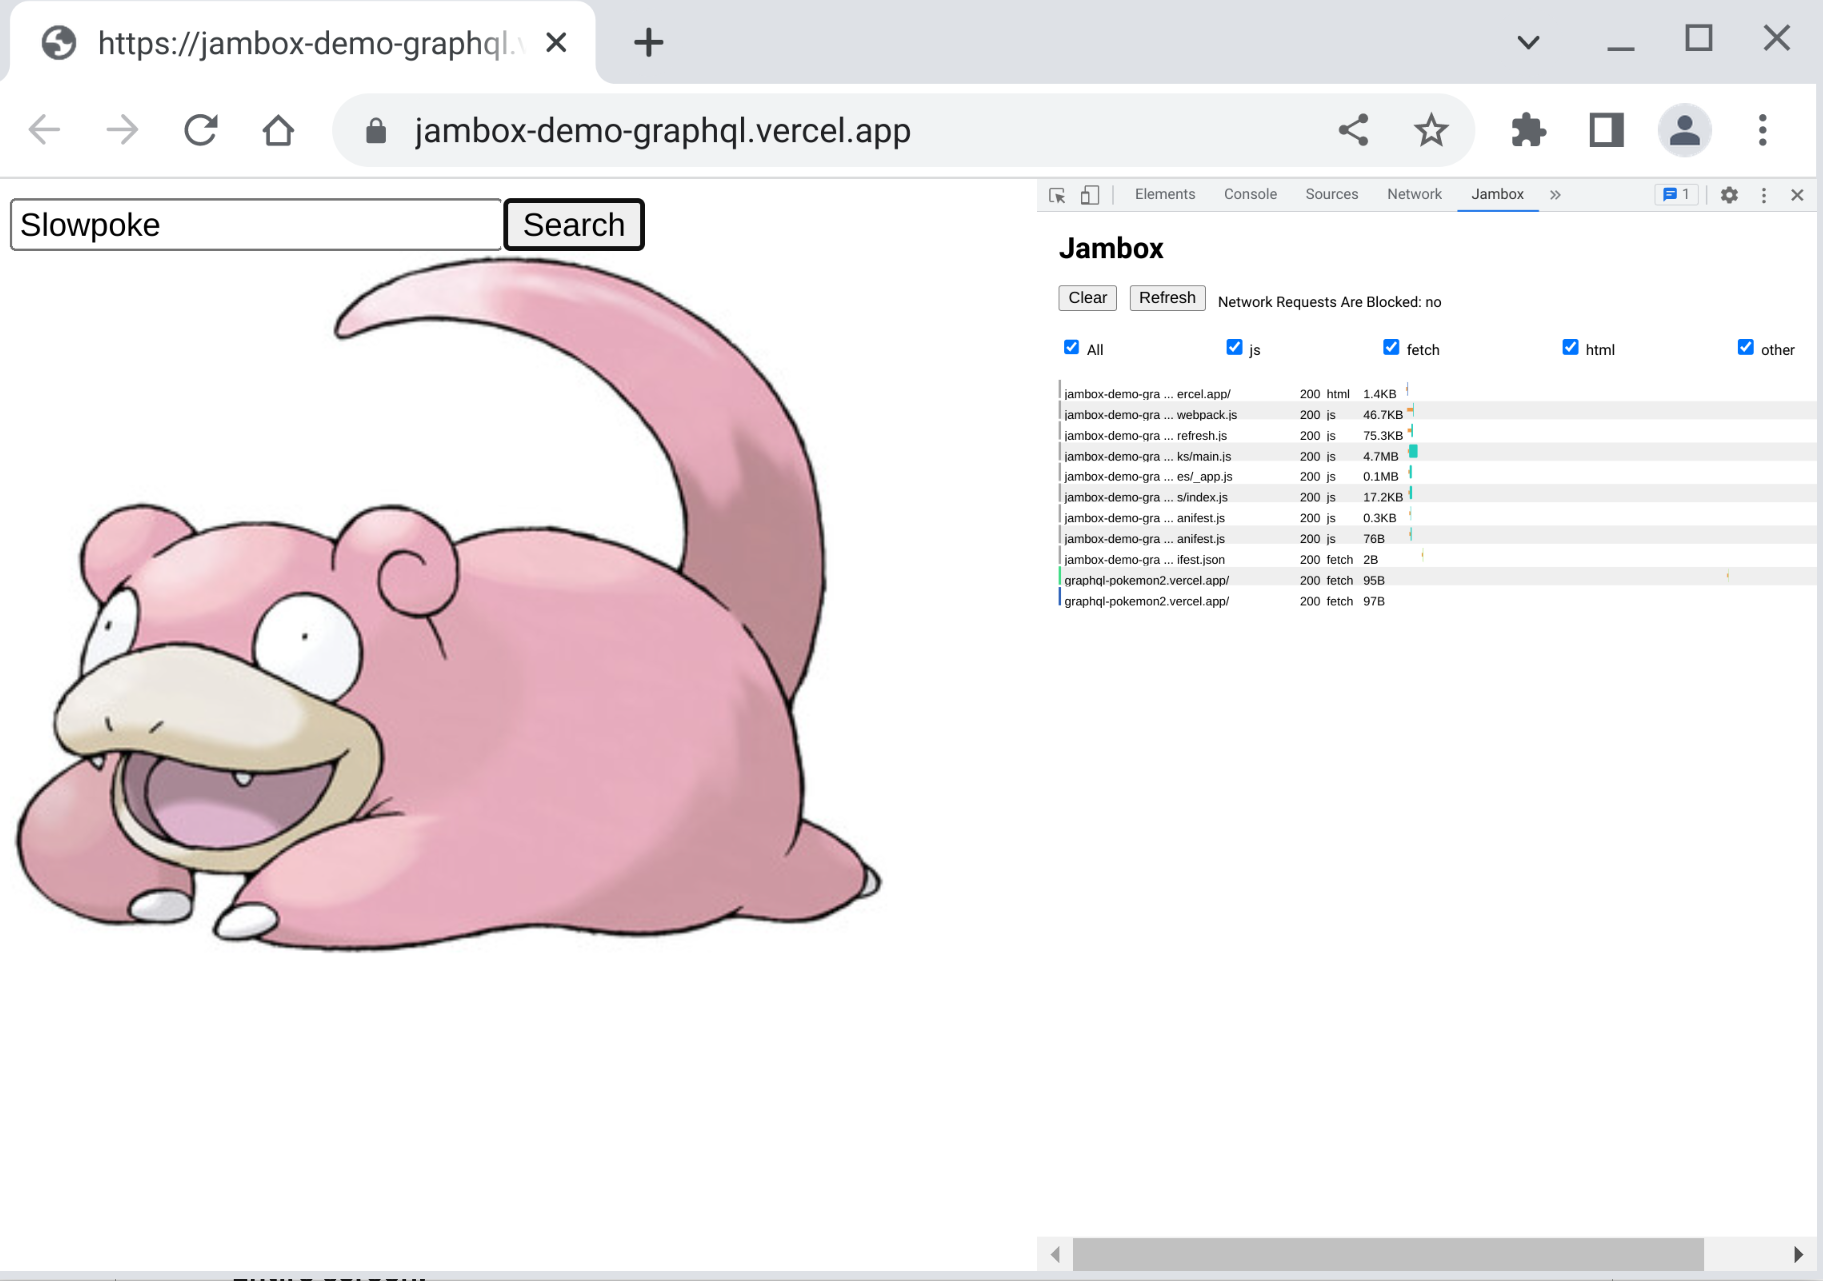 https://jambox-demo-graphql.
jambox-demo-graphql.vercel.app
Slowpoke Search
Elements Console Sources Network Jambox » 1
Jambox
Clear Refresh Network Requests Are Blocked: no
All js fetch html other
jambox-demo-gra ... ercel.app/ 200 html 1.4KB
jambox-demo-gra ... webpack.js 200 js 46.7KB
jambox-demo-gra ... refresh.js 200 js 75.3KB
jambox-demo-gra ... ks/main.js 200 js 4.7MB
jambox-demo-gra ... es/_app.js 200 js 0.1MB
jambox-demo-gra ... s/index.js 200 js 17.2KB
jambox-demo-gra ... anifest.js 200 js 0.3KB
jambox-demo-gra ... anifest.js 200 js 76B
jambox-demo-gra ... ifest.json 200 fetch 2B
graphql-pokemon2.vercel.app/ 200 fetch 95B
graphql-pokemon2.vercel.app/ 200 fetch 97B